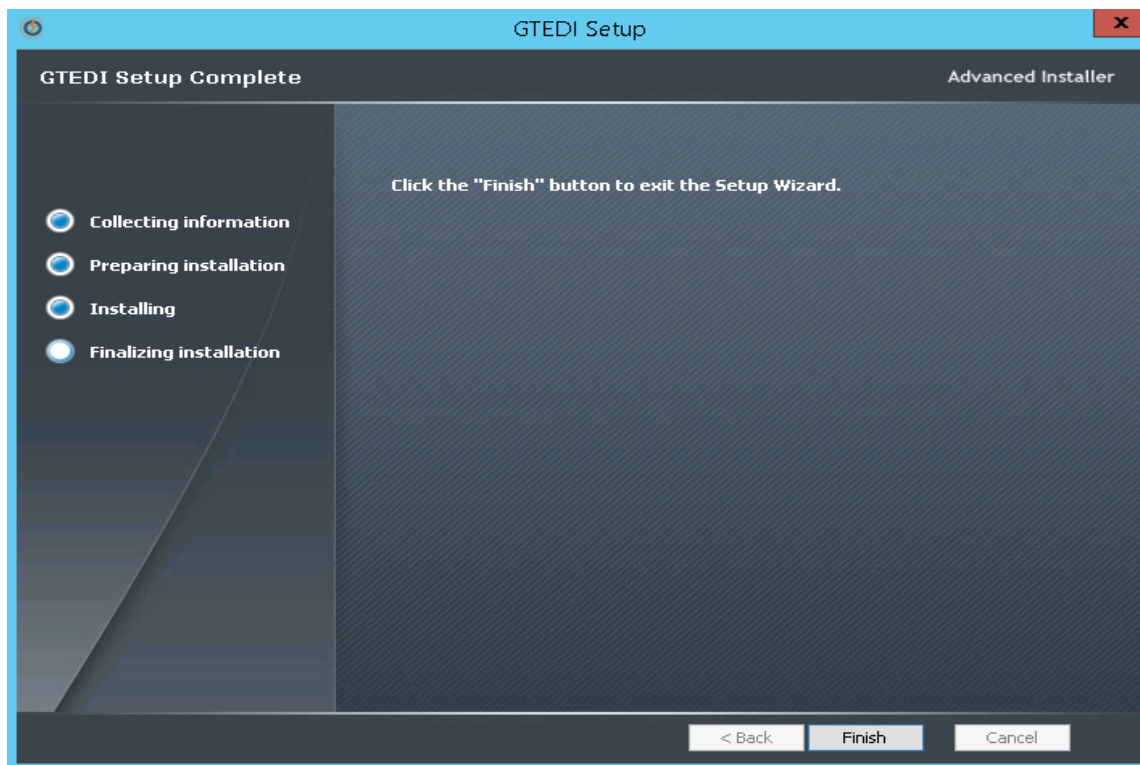 GTEDI Setup
x
GTEDI Setup Complete
Advanced Installer
Click the "Finish" button to exit the Setup Wizard.
Collecting information
Preparing installation
Installing
Finalizing installation
< Back
Finish
Cancel